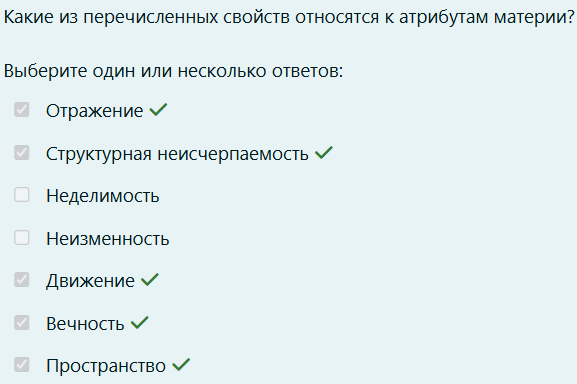 Какие из перечисленных свойств относятся к атрибутам материи?
Выберите один или несколько ответов:
Отражение
Структурная неисчерпаемость
Неделимость
Неизменность
Движение
Вечность
Пространство